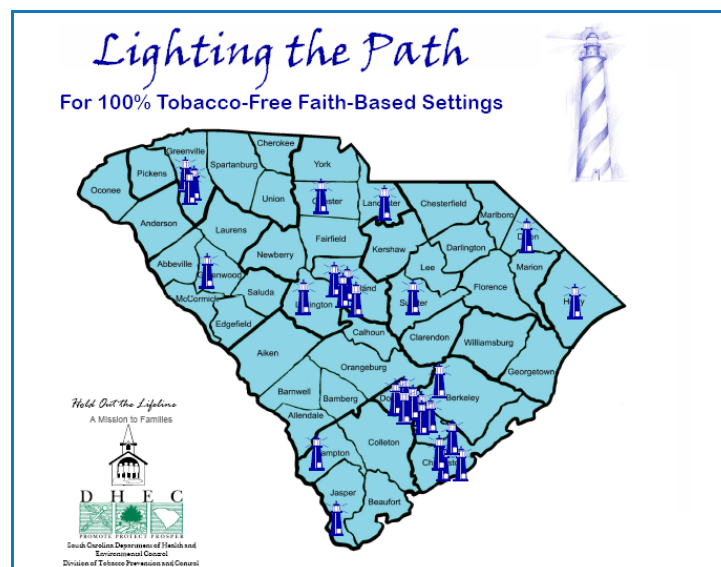 Lighting the Path
For 100% Tobacco-Free Faith-Based Settings
Cherokee
Greenville
York
Spartanburg
Pickens
Oconee
Union
Lancaster
Chesterfield
Marlboro
Anderson
Laurens
Fairfield
Darlington
Newberry
Kershaw
Lee
Marion
Abbeville
Florence
McCormick
Saluda
Edgefield
Calhoun
Clarendon
Williamsburg
Aiken
Orangeburg
Georgetown
Barnwell
Bamberg
Berkeley
Allendale
Colleton
Jasper
Beaufort
Hold Out the Lifeline
A Mission to Families
D H E C
PROMOTE PROTECT PROSPER
South Carolina Department of Health and
Environmental Control
Division of Tobacco Prevention and Control